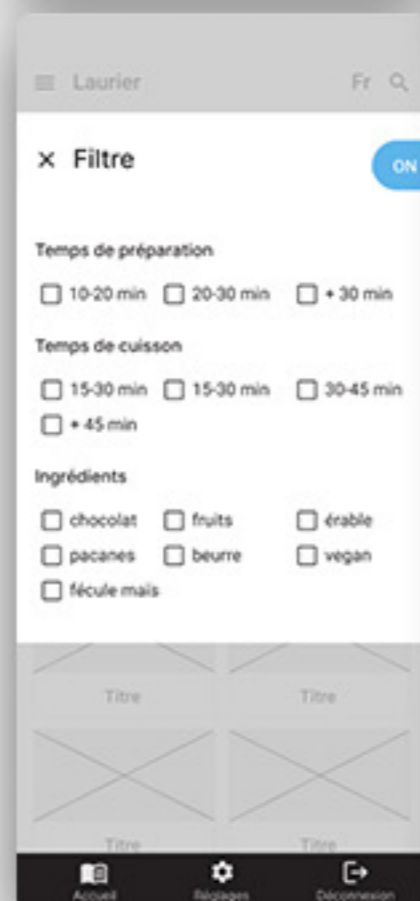 Laurier Fr
Filtre ON
Temps de préparation
10-20 min 20-30 min + 30 min
Temps de cuisson
15-30 min 15-30 min 30-45 min
+ 45 min
Ingrédients
chocolat fruits érable
pacanes beurre vegan
fécule maïs
Titre Titre
Titre Titre
Accueil Réglages Déconnexion